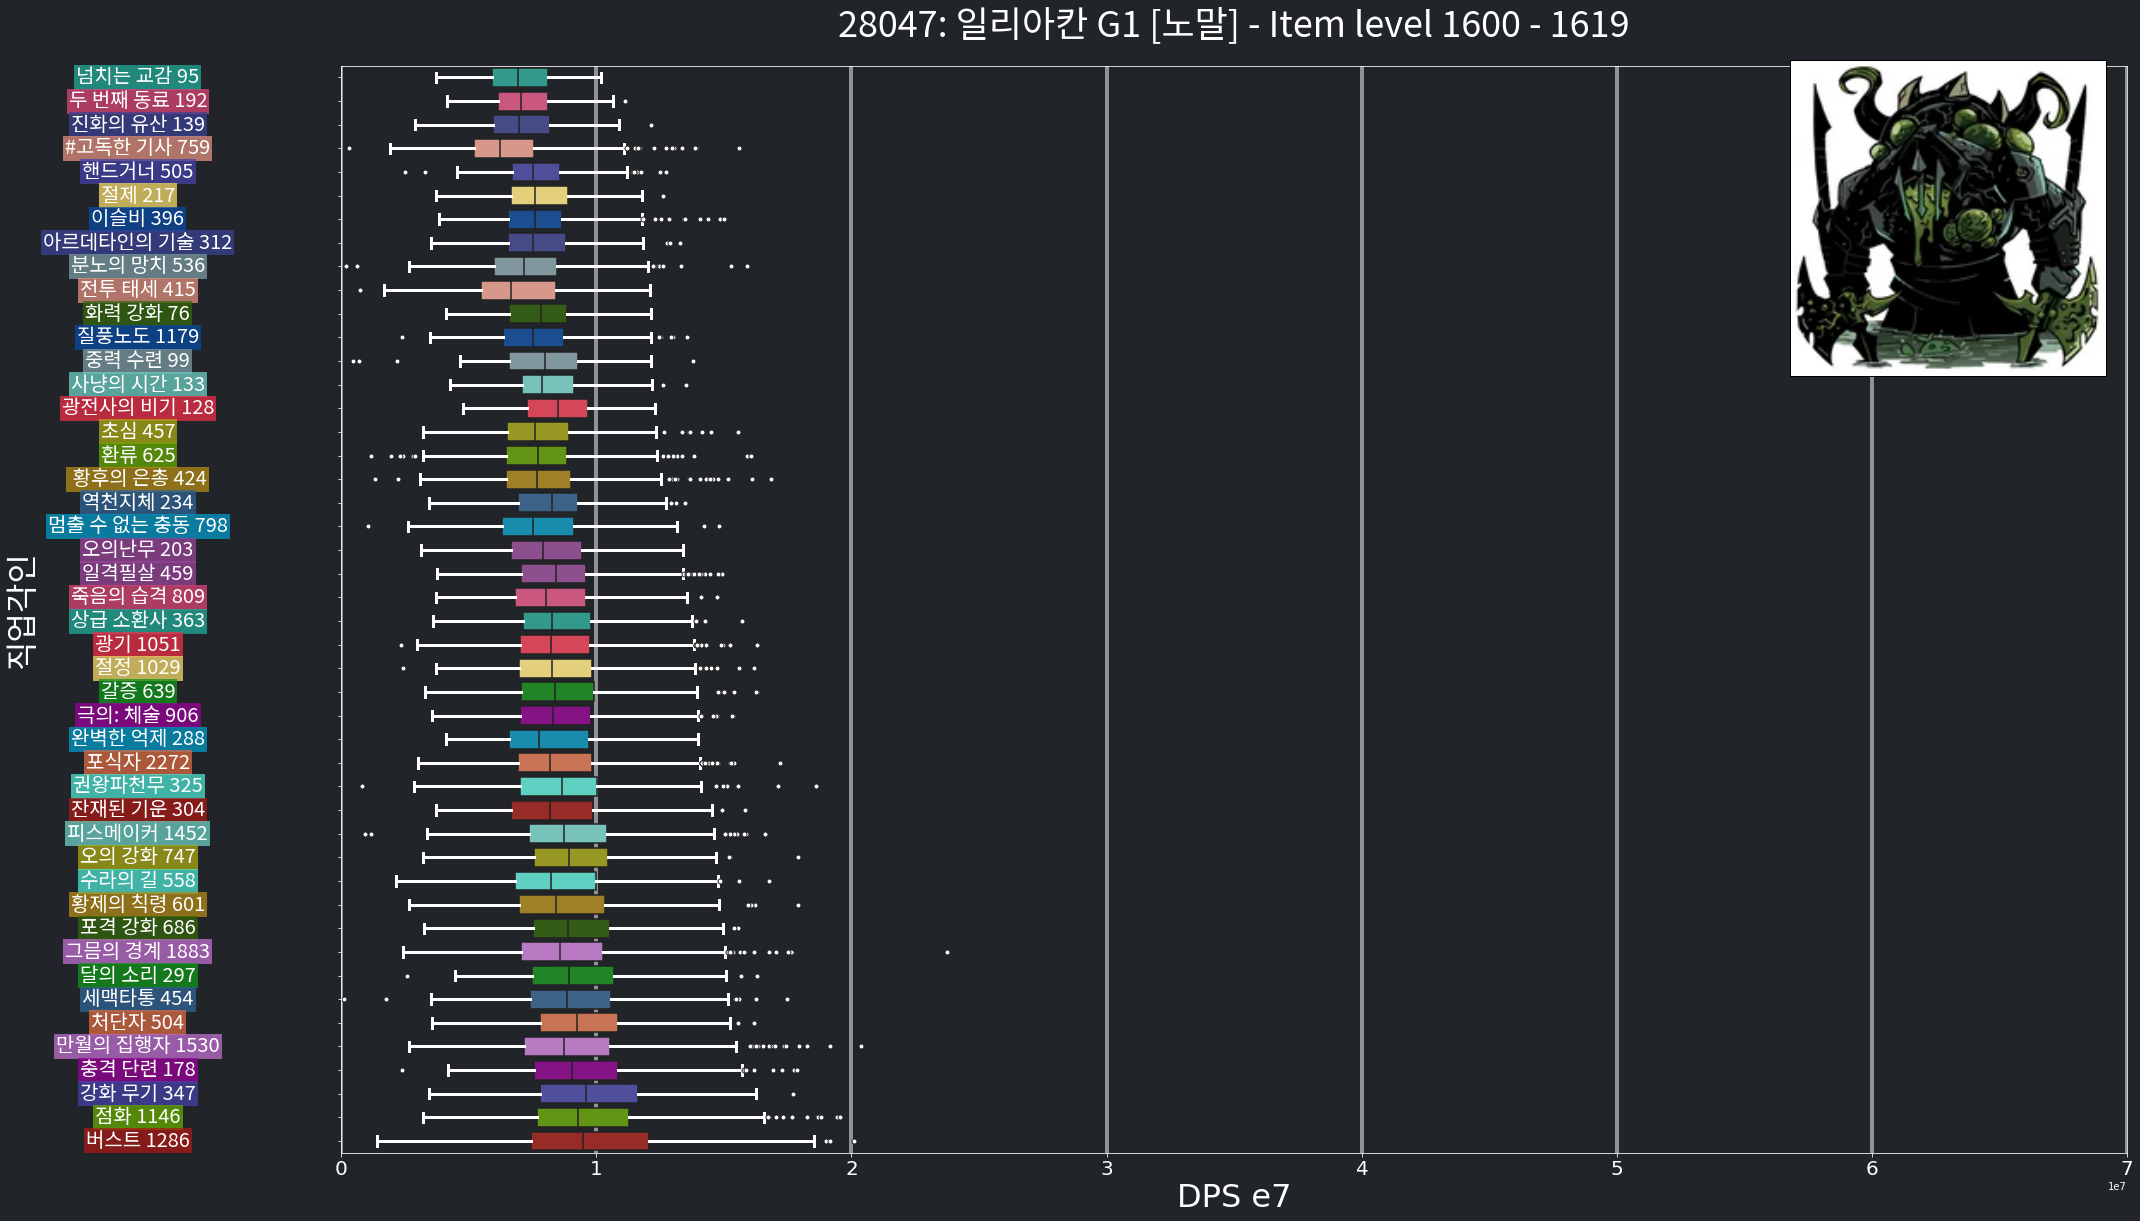 28047: 일리아칸 G1 [노말] - Item level 1600 - 1619
넘치는 교감 95
두 번째 동료 192
진화의 유산 139
#고독한 기사 759
핸드거너 505
절제 217
이슬비 396
아르데타인의 기술 312
분노의 망치 536
전투 태세 415
화력 강화 76
질풍노도 1179
중력 수련 99
사냥의 시간 133
광전사의 비기 128
초심 457
환류 625
황후의 은총 424
역천지체 234
멈출 수 없는 충동 798
오의난무 203
일격필살 459
죽음의 습격 809
상급 소환사 363
광기 1051
절정 1029
갈증 639
극의: 체술 906
완벽한 억제 288
포식자 2272
권왕파천무 325
잔재된 기운 304
피스메이커 1452
오의 강화 747
수라의 길 558
황제의 칙령 601
포격 강화 686
그믐의 경계 1883
달의 소리 297
세맥타통 454
처단자 504
만월의 집행자 1530
충격 단련 178
강화 무기 347
점화 1146
버스트 1286
직업각인
0 1 2 3 4 5 6 7
1e7
DPS e7